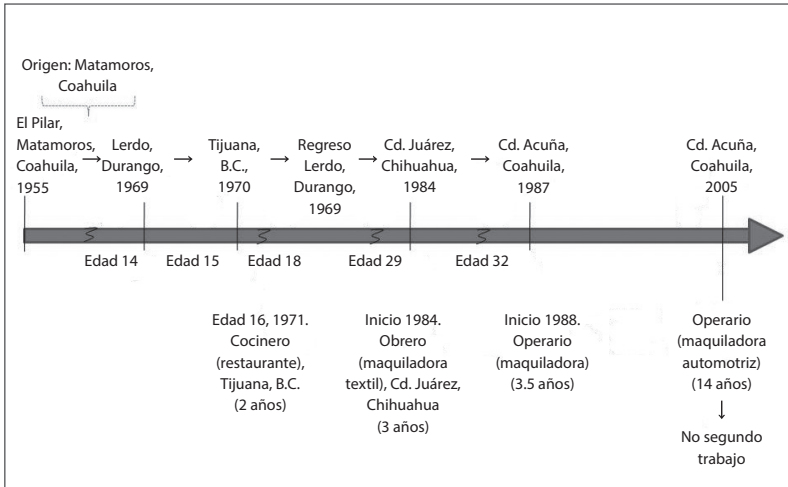 Origen: Matamoros,
Coahuila
El Pilar,
Matamoros,
Coahuila,
1955
→
Lerdo,
Durango,
1969
→
Tijuana,
B.C.,
1970
→
Regreso
Lerdo,
Durango,
1969
→
Cd. Juárez,
Chihuahua,
1984
→
Cd. Acuña,
Coahuila,
1987
Cd. Acuña,
Coahuila,
2005
Edad 14
Edad 15
Edad 18
Edad 29
Edad 32
Edad 16, 1971.
Cocinero
(restaurante),
Tijuana, B.C.
(2 años)
Inicio 1984.
Obrero
(maquiladora
textil), Cd. Juárez,
Chihuahua
(3 años)
Inicio 1988.
Operario
(maquiladora)
(3.5 años)
Operario
(maquiladora
automotriz)
(14 años)
↓
No segundo
trabajo